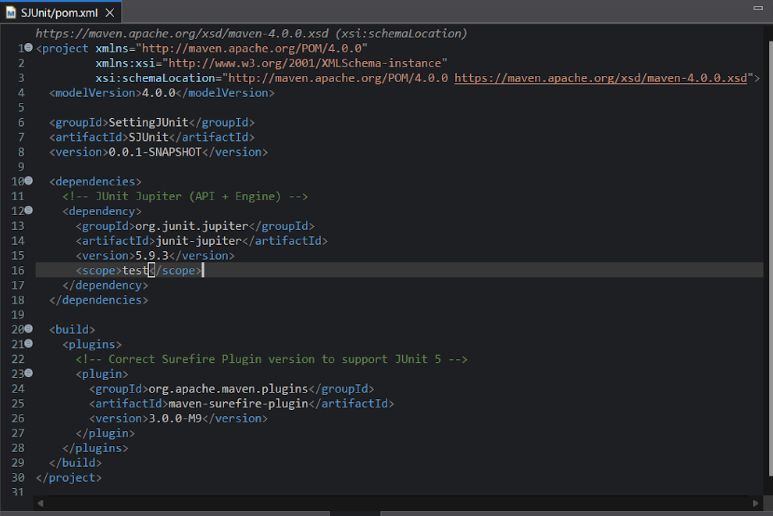 SJUnit/pom.xml
https://maven.apache.org/xsd/maven-4.0.0.xsd (xsi:schemaLocation)
1 <project xmlns="http://maven.apache.org/POM/4.0.0"
2 xmlns:xsi="http://www.w3.org/2001/XMLSchema-instance"
3 xsi:schemaLocation="http://maven.apache.org/POM/4.0.0 https://maven.apache.org/xsd/maven-4.0.0.xsd">
4 <modelVersion>4.0.0</modelVersion>
5
6 <groupId>SettingJUnit</groupId>
7 <artifactId>SJUnit</artifactId>
8 <version>0.0.1-SNAPSHOT</version>
9
10 <dependencies>
11 <!-- JUnit Jupiter (API + Engine) -->
12 <dependency>
13 <groupId>org.junit.jupiter</groupId>
14 <artifactId>junit-jupiter</artifactId>
15 <version>5.9.3</version>
16 <scope>test</scope>
17 </dependency>
18 </dependencies>
19
20 <build>
21 <plugins>
22 <!-- Correct Surefire Plugin version to support JUnit 5 -->
23 <plugin>
24 <groupId>org.apache.maven.plugins</groupId>
25 <artifactId>maven-surefire-plugin</artifactId>
26 <version>3.0.0-M9</version>
27 </plugin>
28 </plugins>
29 </build>
30 </project>
31